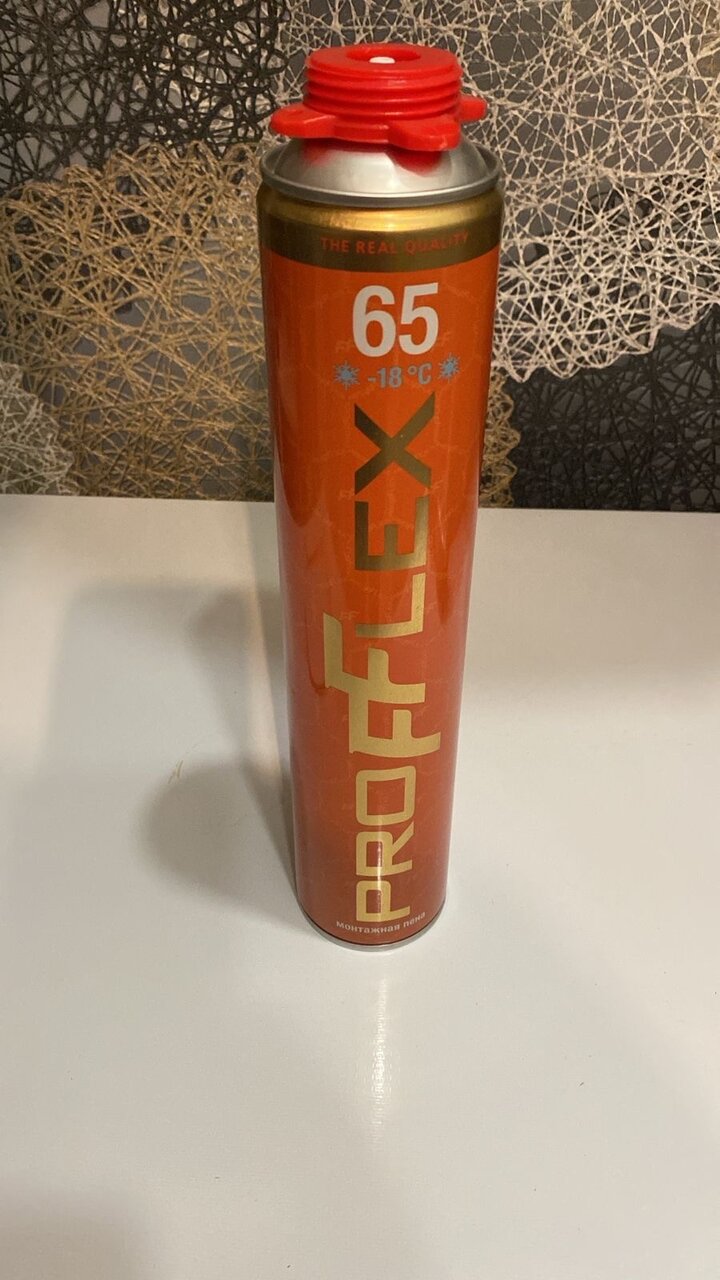 THE REAL QUALITY
65
-18 °C
PROFFLEX
монтажная пена